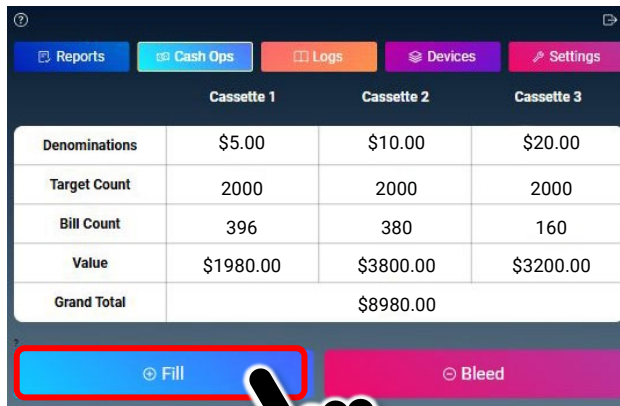 ?
Reports Cash Ops Logs Devices Settings
Cassette 1 Cassette 2 Cassette 3
Denominations $5.00 $10.00 $20.00
Target Count 2000 2000 2000
Bill Count 396 380 160
Value $1980.00 $3800.00 $3200.00
Grand Total $8980.00
?
Fill Bleed